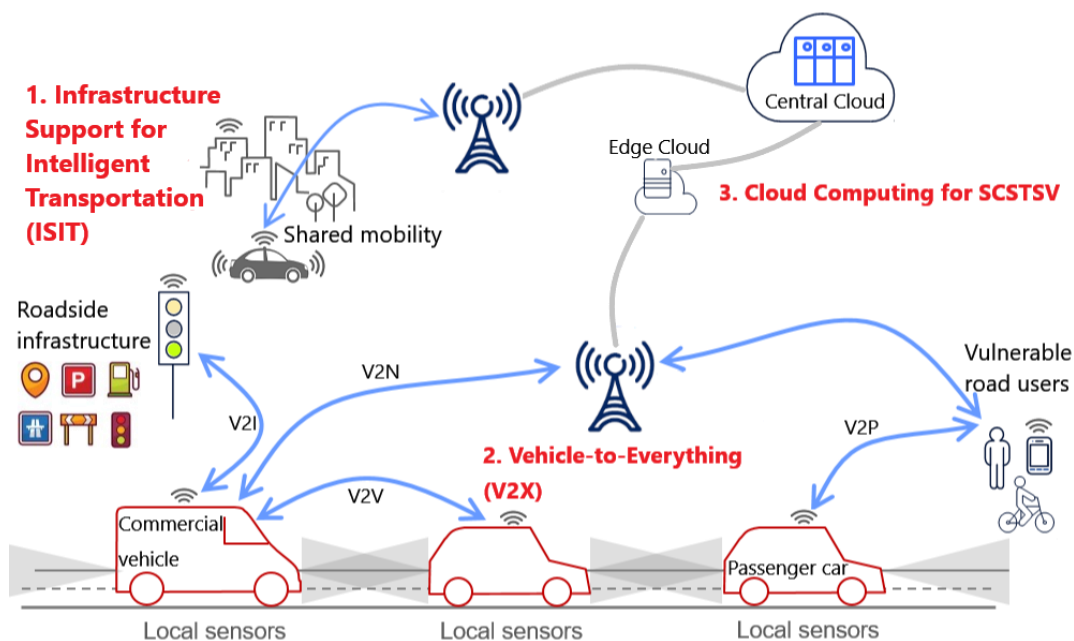 1. Infrastructure
Support for
Intelligent
Transportation
(ISIT)
Central Cloud
Edge Cloud
3. Cloud Computing for SCSTSV
Shared mobility
Roadside
infrastructure
P
V2I
V2N
V2V
2. Vehicle-to-Everything
(V2X)
V2P
Vulnerable
road users
Commercial
vehicle
Passenger car
Local sensors
Local sensors
Local sensors